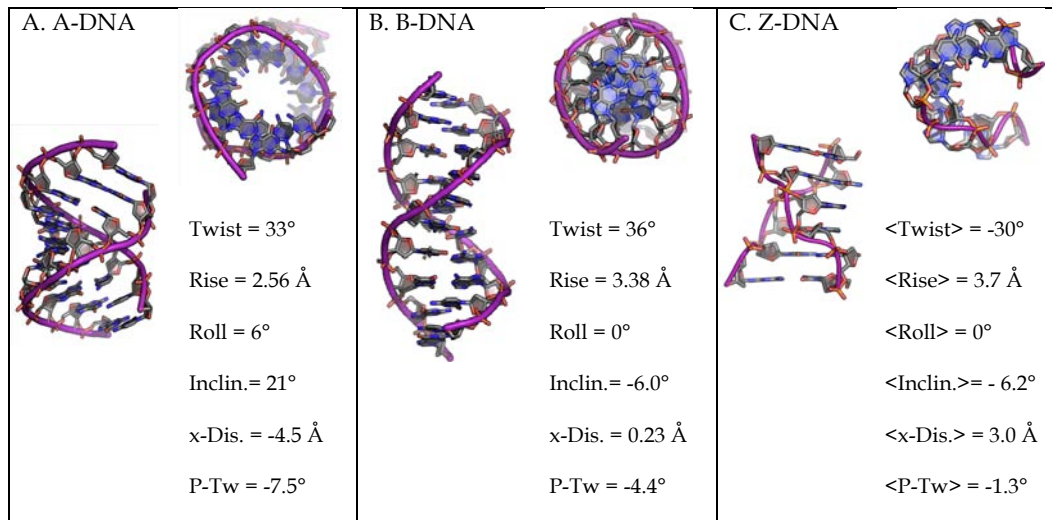 A. A-DNA
Twist = 33°
Rise = 2.56 Å
Roll = 6°
Inclin.= 21°
x-Dis. = -4.5 Å
P-Tw = -7.5°
B. B-DNA
Twist = 36°
Rise = 3.38 Å
Roll = 0°
Inclin.= -6.0°
x-Dis. = 0.23 Å
P-Tw = -4.4°
C. Z-DNA
<Twist> = -30°
<Rise> = 3.7 Å
<Roll> = 0°
<Inclin.>= - 6.2°
<x-Dis.> = 3.0 Å
<P-Tw> = -1.3°